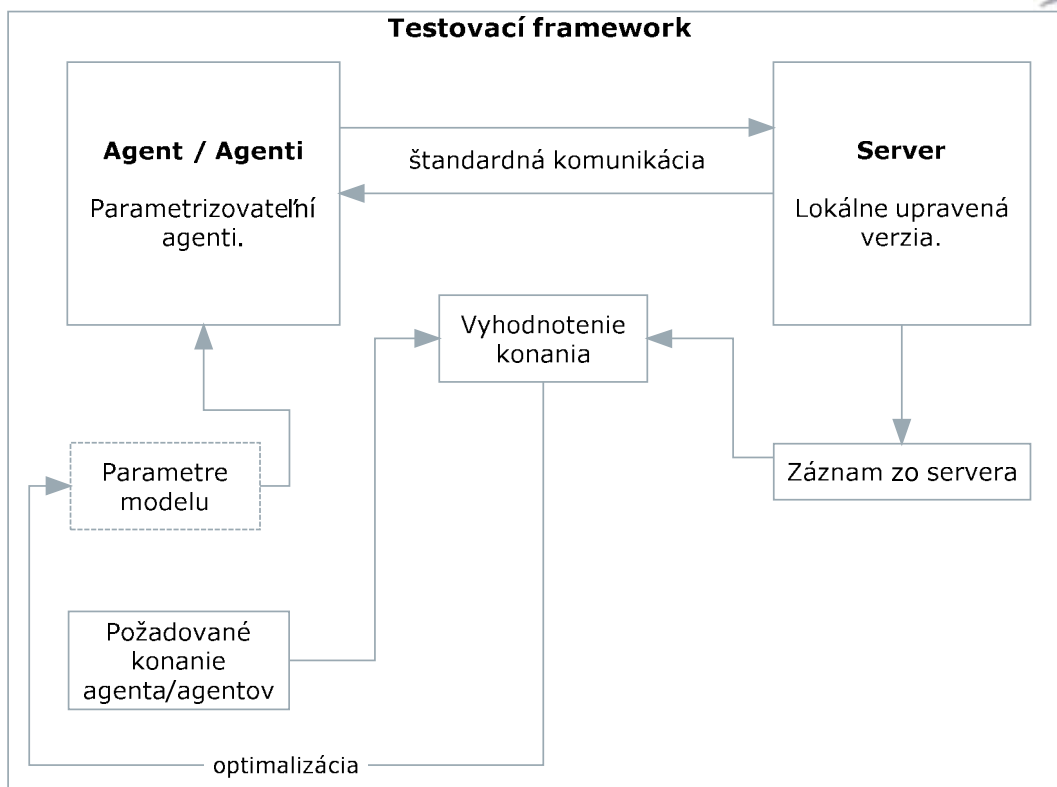 Testovací framework
Agent / Agenti
Parametrizovateľní
agenti.
štandardná komunikácia
Server
Lokálne upravená
verzia.
Vyhodnotenie
konania
Parametre
modelu
Záznam zo servera
Požadované
konanie
agenta/agentov
optimalizácia